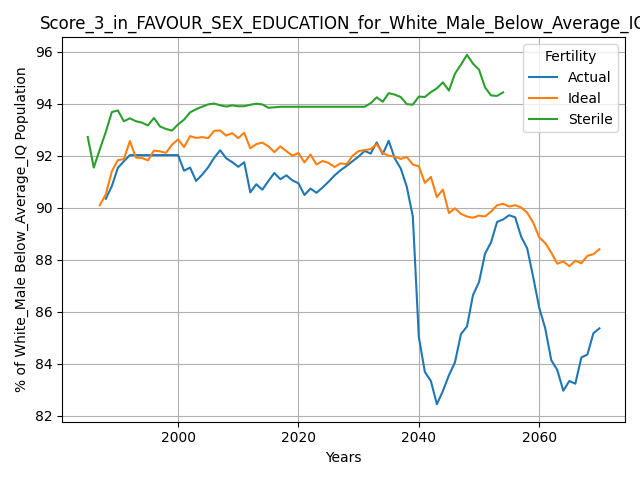 Score_3_in_FAVOUR_SEX_EDUCATION_for_White_Male_Below_Average_IQ
96
94
92
90
88
86
84
82
% of White_Male Below_Average_IQ Population
Fertility
Actual
Ideal
Sterile
2000
2020
2040
2060
Years